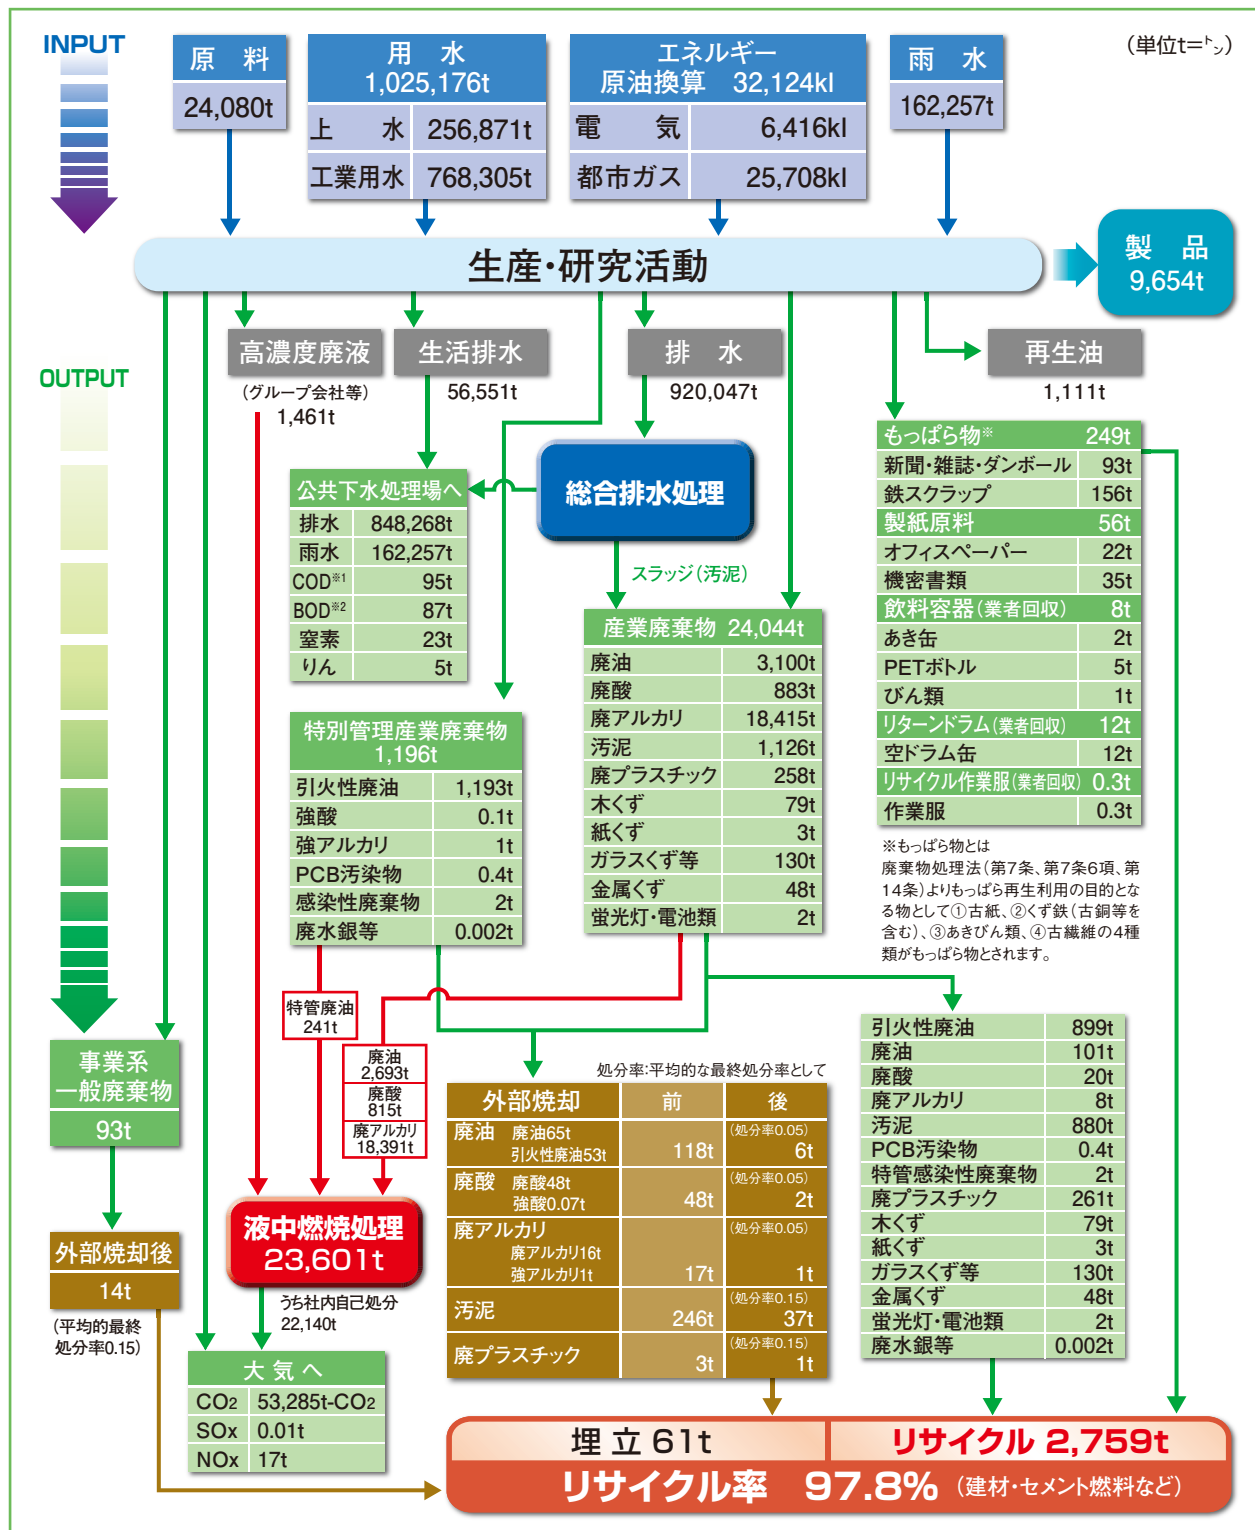 INPUT
(単位t=トン)
原 料
24,080t
用 水
1,025,176t
上 水 256,871t
工業用水 768,305t
エネルギー
原油換算 32,124kl
電 気 6,416kl
都市ガス 25,708kl
雨 水
162,257t
生産・研究活動
製 品
9,654t
OUTPUT
高濃度廃液
(グループ会社等)
1,461t
生活排水
56,551t
排 水
920,047t
再生油
1,111t
総合排水処理
スラッジ(汚泥)
公共下水処理場へ
排水 848,268t
雨水 162,257t
COD※1 95t
BOD※2 87t
窒素 23t
りん 5t
特別管理産業廃棄物
1,196t
引火性廃油 1,193t
強酸 0.1t
強アルカリ 1t
PCB汚染物 0.4t
感染性廃棄物 2t
廃水銀等 0.002t
産業廃棄物 24,044t
廃油 3,100t
廃酸 883t
廃アルカリ 18,415t
汚泥 1,126t
廃プラスチック 258t
木くず 79t
紙くず 3t
ガラスくず等 130t
金属くず 48t
蛍光灯・電池類 2t
もっぱら物※ 249t
新聞・雑誌・ダンボール 93t
鉄スクラップ 156t
製紙原料 56t
オフィスペーパー 22t
機密書類 35t
飲料容器(業者回収) 8t
あき缶 2t
PETボトル 5t
びん類 1t
リターンドラム(業者回収) 12t
空ドラム缶 12t
リサイクル作業服(業者回収) 0.3t
作業服 0.3t
※もっぱら物とは
廃棄物処理法(第7条、第7条6項、第
14条)よりもっぱら再生利用の目的とな
る物として①古紙、②くず鉄(古銅等を
含む)、③あきびん類、④古繊維の4種
類がもっぱら物とされます。
特管廃油
241t
廃油
2,693t
廃酸
815t
廃アルカリ
18,391t
事業系
一般廃棄物
93t
外部焼却後
14t
(平均的最終
処分率0.15)
液中燃焼処理
23,601t
うち社内自己処分
22,140t
大 気 へ
CO2 53,285t-CO2
SOx 0.01t
NOx 17t
処分率:平均的な最終処分率として
外部焼却 前 後
廃油 廃油65t (処分率0.05)
引火性廃油53t 118t 6t
廃酸 廃酸48t (処分率0.05)
強酸0.07t 48t 2t
廃アルカリ (処分率0.05)
廃アルカリ16t
強アルカリ1t 17t 1t
汚泥 (処分率0.15)
246t 37t
廃プラスチック (処分率0.15)
3t 1t
引火性廃油 899t
廃油 101t
廃酸 20t
廃アルカリ 8t
汚泥 880t
PCB汚染物 0.4t
特管感染性廃棄物 2t
廃プラスチック 261t
木くず 79t
紙くず 3t
ガラスくず等 130t
金属くず 48t
蛍光灯・電池類 2t
廃水銀等 0.002t
埋 立 61t
リサイクル 2,759t
リサイクル率 97.8% (建材・セメント燃料など)